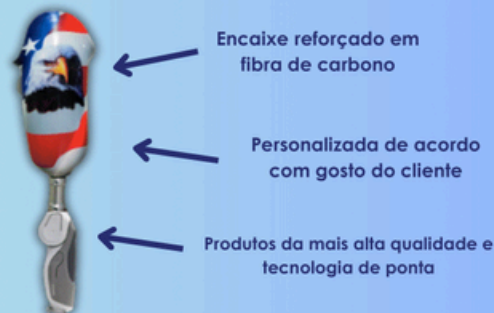 Encaixe reforçado em
fibra de carbono
Personalizada de acordo
com gosto do cliente
Produtos da mais alta qualidade e
tecnologia de ponta